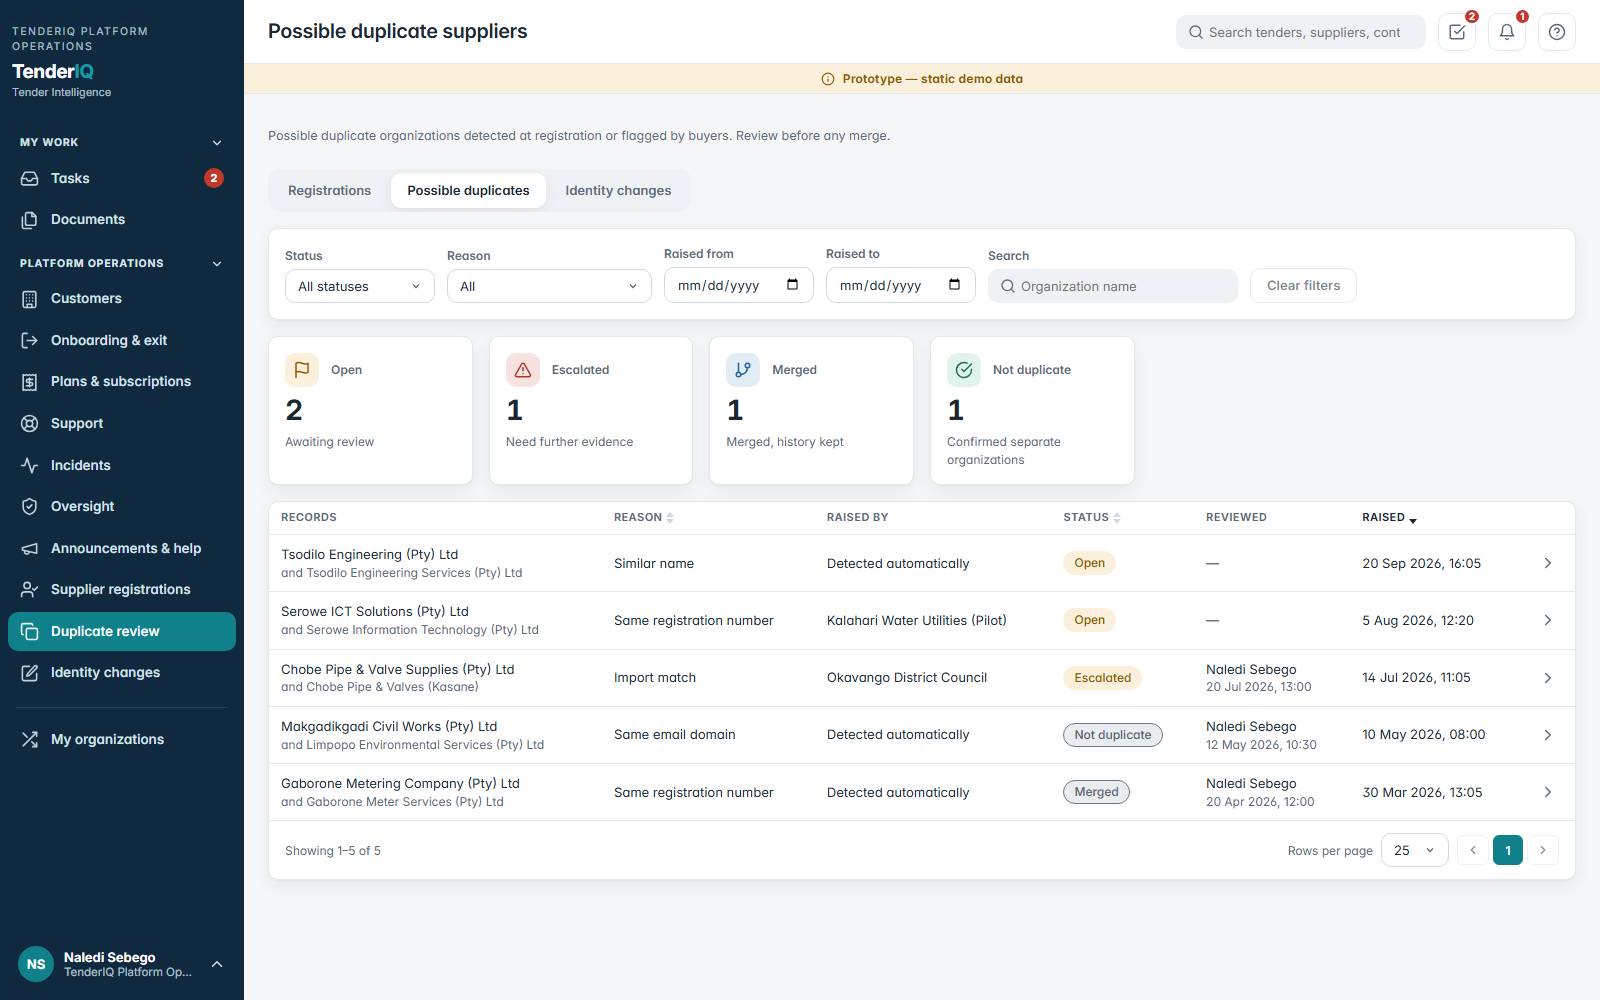 TENDERIQ PLATFORM
OPERATIONS
TenderIQ
Tender Intelligence
MY WORK
Tasks 2
Documents
PLATFORM OPERATIONS
Customers
Onboarding & exit
Plans & subscriptions
Support
Incidents
Oversight
Announcements & help
Supplier registrations
Duplicate review
Identity changes
My organizations
NS
Naledi Sebego
TenderIQ Platform Op...
Possible duplicate suppliers
Search tenders, suppliers, cont
2
1
Prototype — static demo data
Possible duplicate organizations detected at registration or flagged by buyers. Review before any merge.
Registrations Possible duplicates Identity changes
Status Reason Raised from Raised to Search
All statuses All mm/dd/yyyy mm/dd/yyyy Organization name Clear filters
Open
2
Awaiting review
Escalated
1
Need further evidence
Merged
1
Merged, history kept
Not duplicate
1
Confirmed separate
organizations
RECORDS REASON RAISED BY STATUS REVIEWED RAISED
Tsodilo Engineering (Pty) Ltd
and Tsodilo Engineering Services (Pty) Ltd
Similar name Detected automatically Open — 20 Sep 2026, 16:05
Serowe ICT Solutions (Pty) Ltd
and Serowe Information Technology (Pty) Ltd
Same registration number Kalahari Water Utilities (Pilot) Open — 5 Aug 2026, 12:20
Chobe Pipe & Valve Supplies (Pty) Ltd
and Chobe Pipe & Valves (Kasane)
Import match Okavango District Council Escalated
Naledi Sebego
20 Jul 2026, 13:00
14 Jul 2026, 11:05
Makgadikgadi Civil Works (Pty) Ltd
and Limpopo Environmental Services (Pty) Ltd
Same email domain Detected automatically Not duplicate
Naledi Sebego
12 May 2026, 10:30
10 May 2026, 08:00
Gaborone Metering Company (Pty) Ltd
and Gaborone Meter Services (Pty) Ltd
Same registration number Detected automatically Merged
Naledi Sebego
20 Apr 2026, 12:00
30 Mar 2026, 13:05
Showing 1–5 of 5
Rows per page 25 1